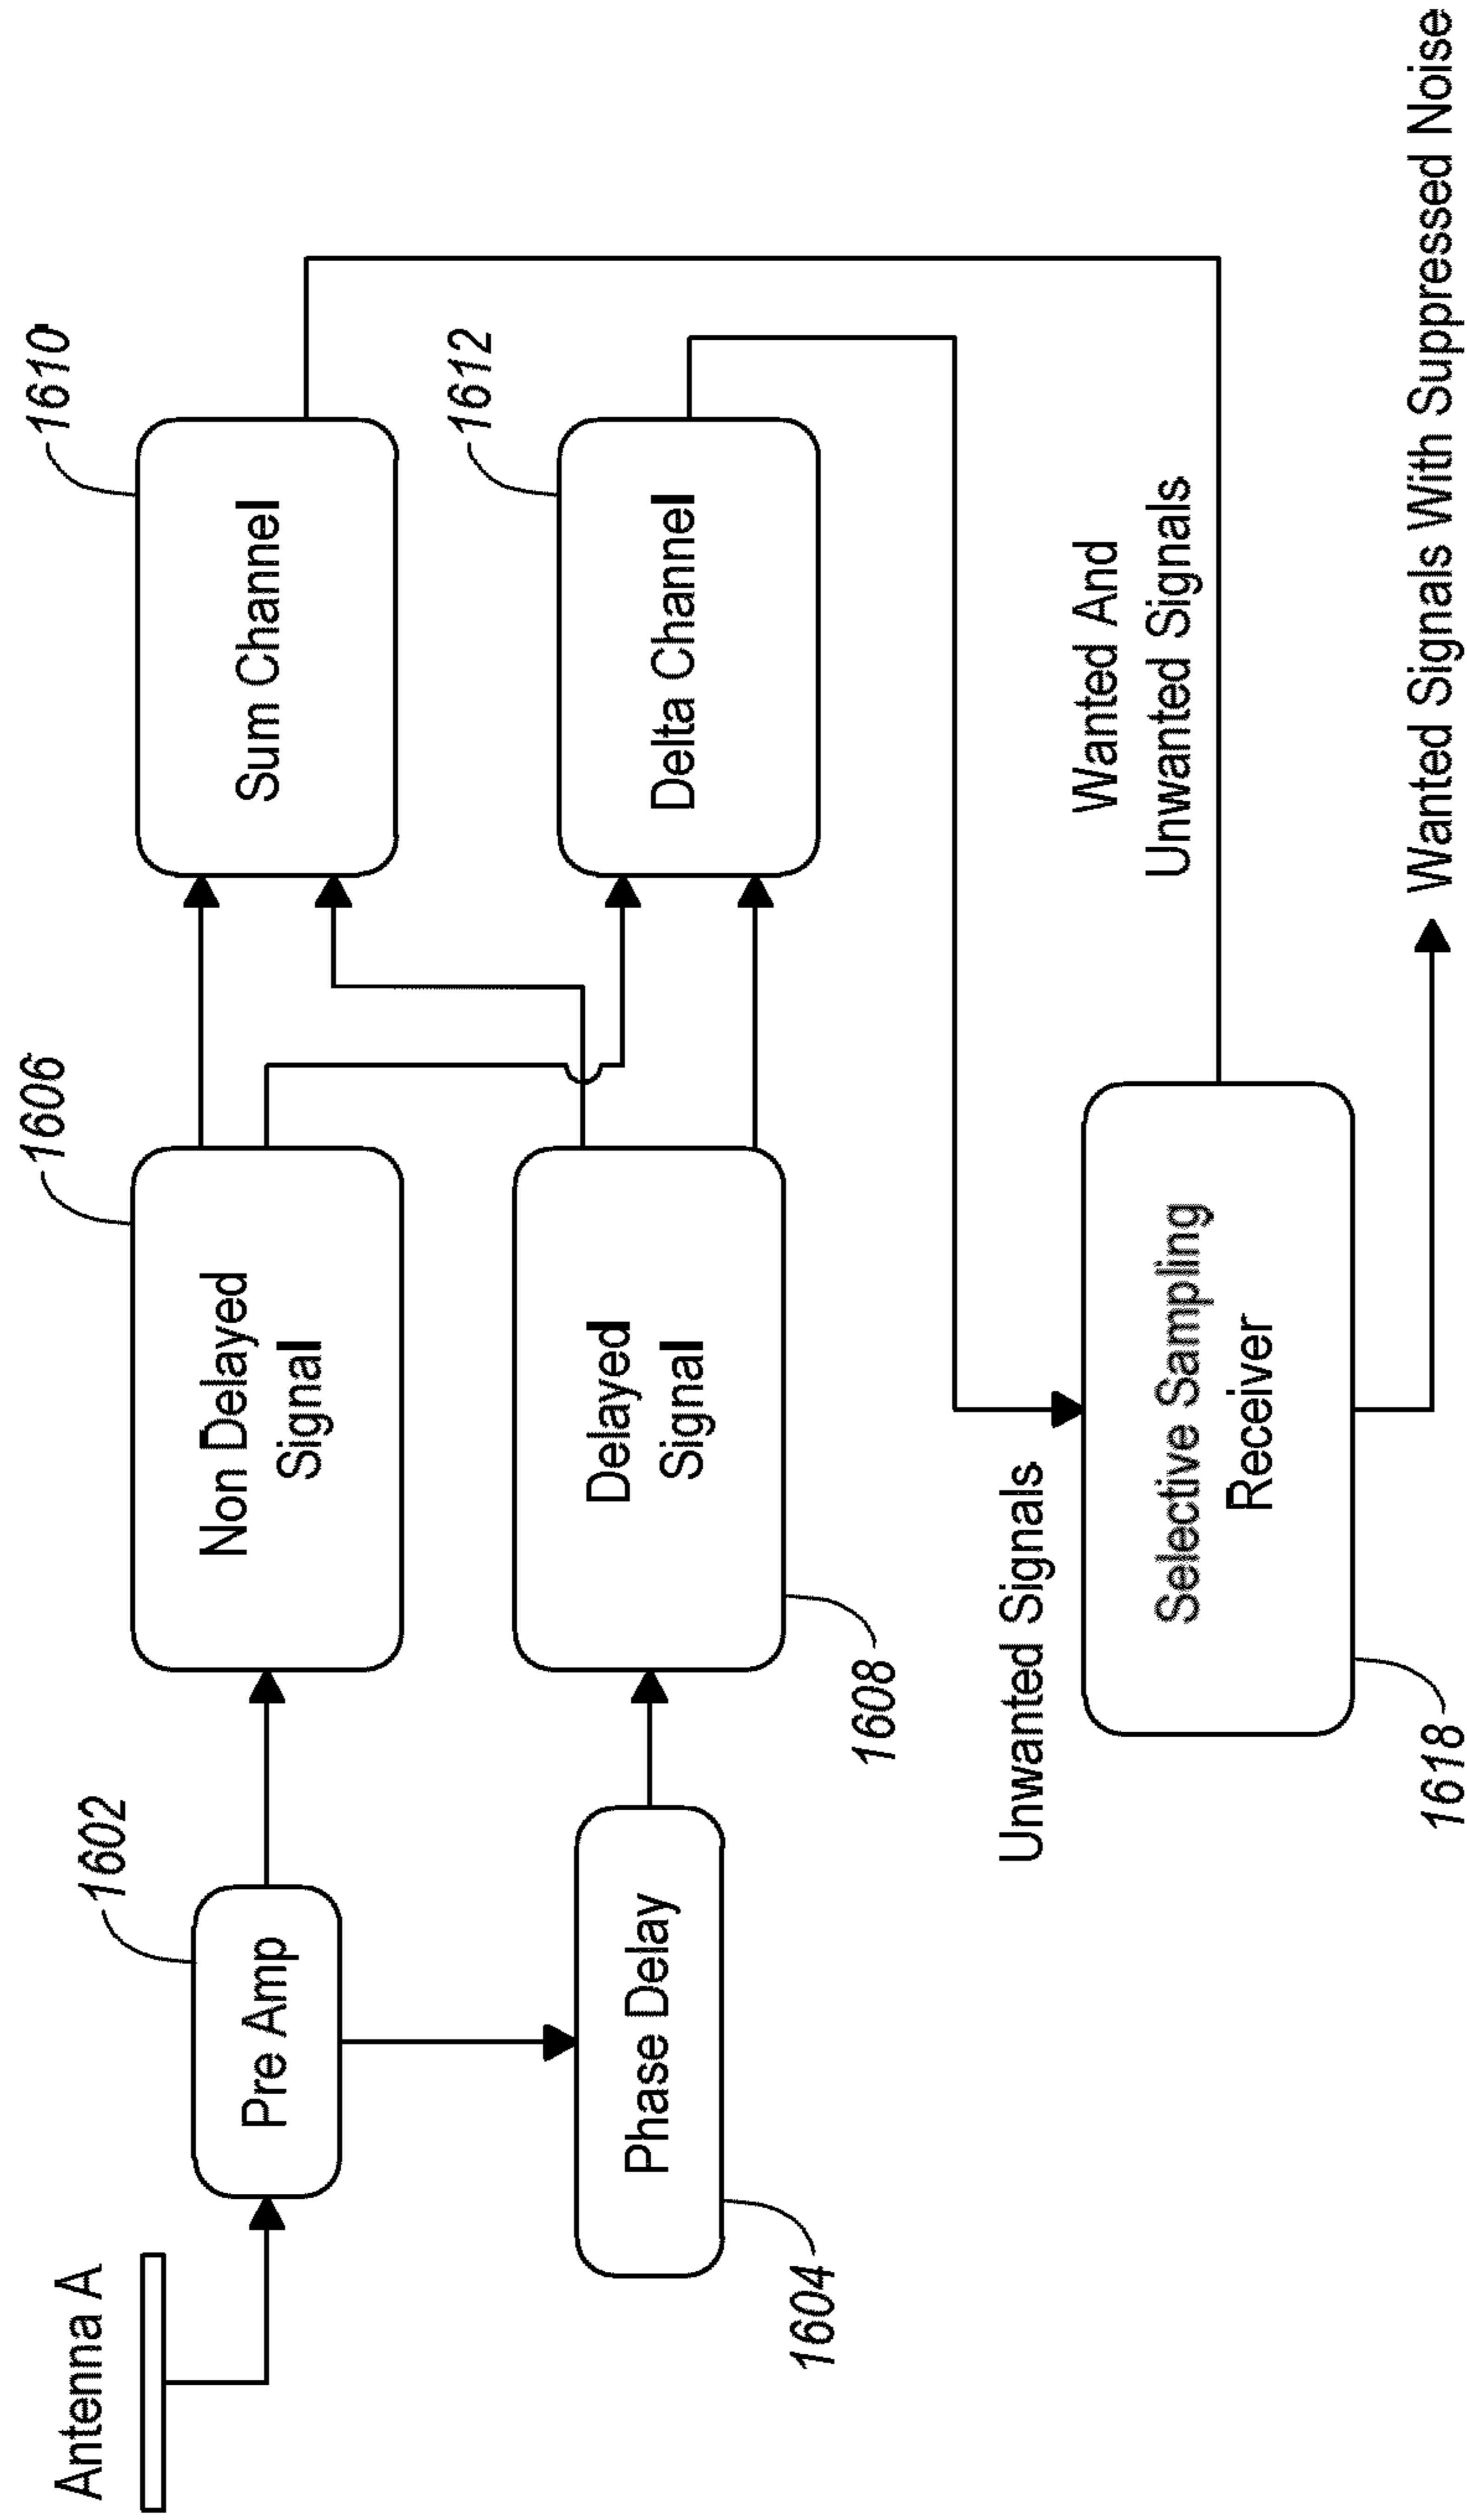 Antenna A
1602
Pre Amp
1606
Non Delayed
Signal
1610
Sum Channel
1604
Phase Delay
1608
Delayed
Signal
1612
Delta Channel
Unwanted Signals
Wanted And
Unwanted Signals
1618
Selective Sampling
Receiver
Wanted Signals With Suppressed Noise